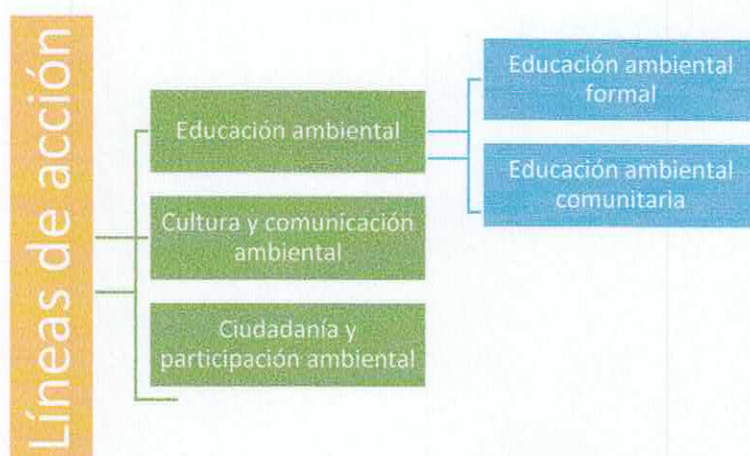 Líneas de acción
Educación ambiental
Cultura y comunicación
ambiental
Ciudadanía y
participación ambiental
Educación ambiental
formal
Educación ambiental
comunitaria